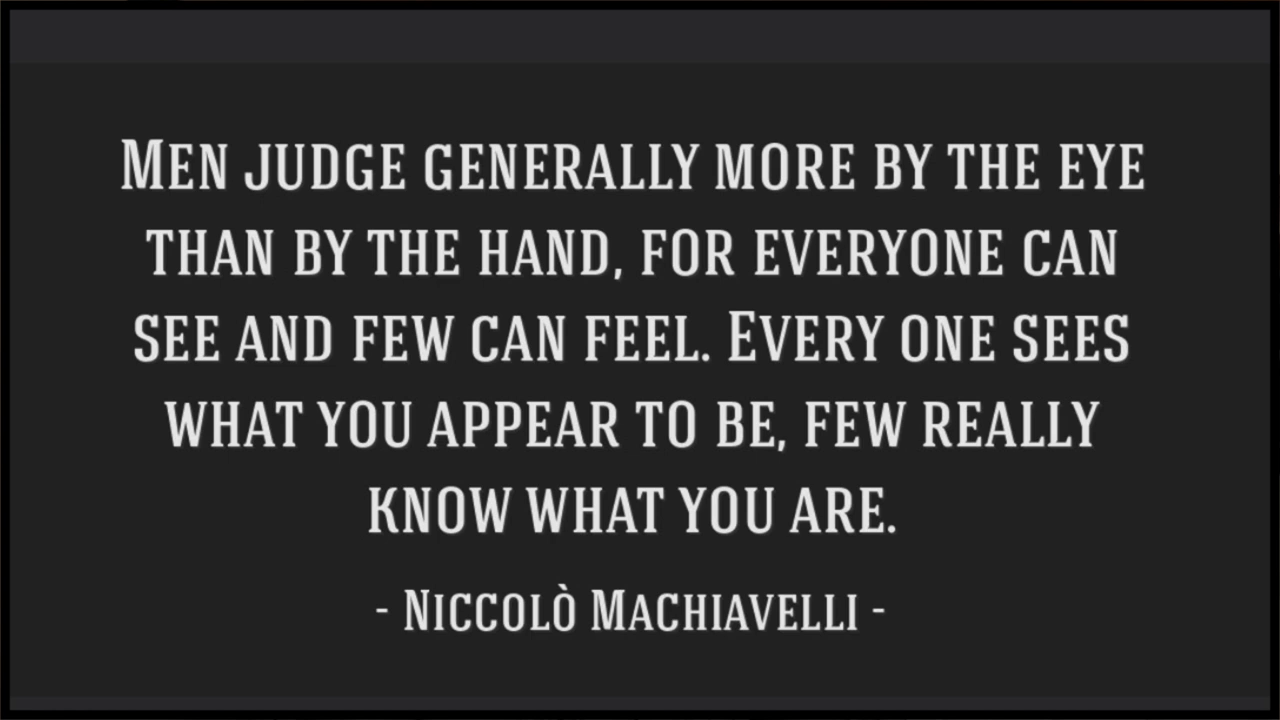 Men judge generally more by the eye
than by the hand, for everyone can
see and few can feel. Every one sees
what you appear to be, few really
know what you are.
- Niccolò Machiavelli -